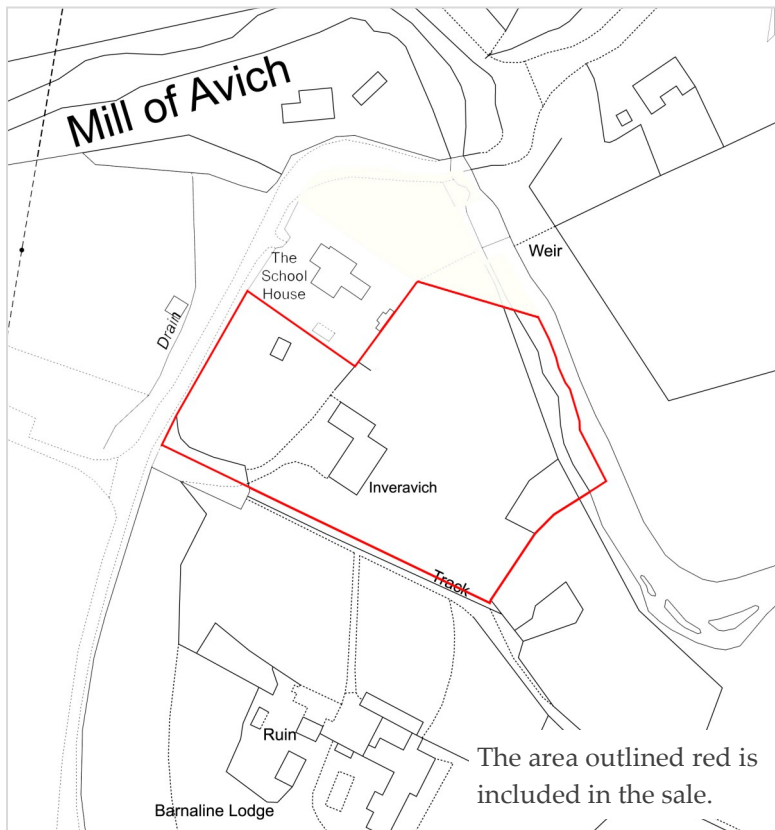 Mill of Avich
The
School
House
Weir
Drain
Inveravich
Track
Ruin
Barnaline Lodge
The area outlined red is
included in the sale.